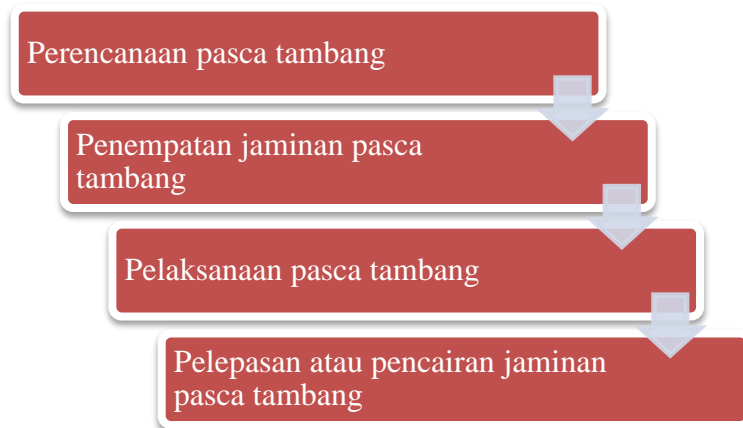 Perencanaan pasca tambang
Penempatan jaminan pasca
tambang
Pelaksanaan pasca tambang
Pelepasan atau pencairan jaminan
pasca tambang